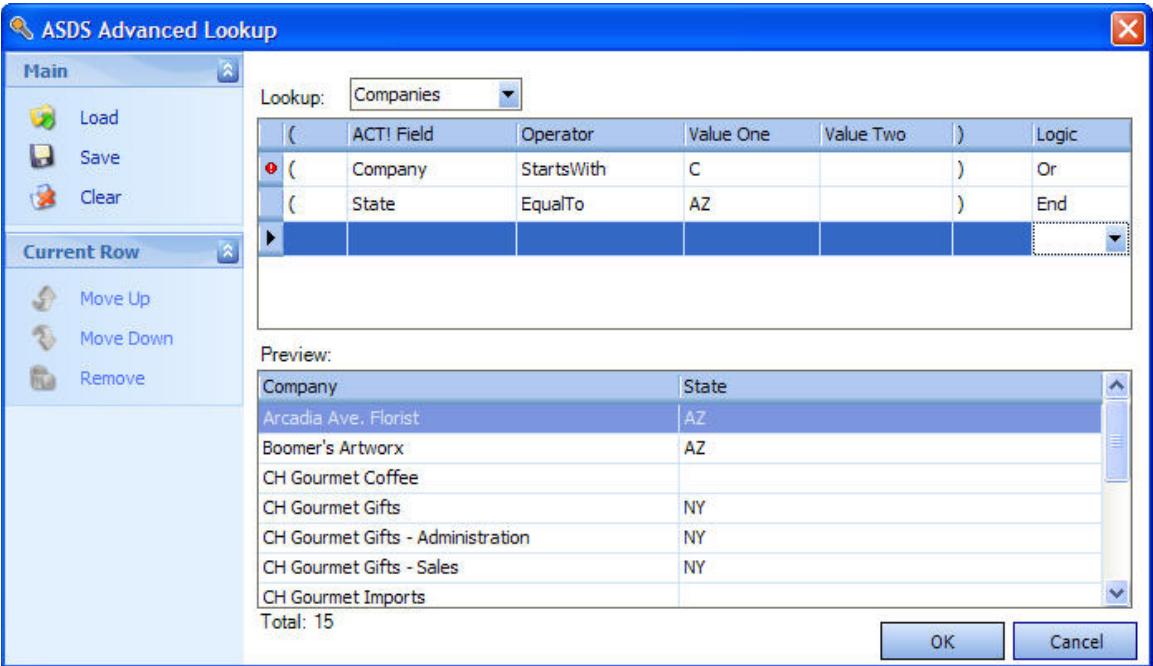 ASDS Advanced Lookup
Main
Load
Save
Clear
Current Row
Move Up
Move Down
Remove
Lookup: Companies
( ACT! Field Operator Value One Value Two ) Logic
( Company StartsWith C ) Or
( State EqualTo AZ ) End
Preview:
Company State
Arcadia Ave. Florist AZ
Boomer's Artworx AZ
CH Gourmet Coffee
CH Gourmet Gifts NY
CH Gourmet Gifts - Administration NY
CH Gourmet Gifts - Sales NY
CH Gourmet Imports
Total: 15
OK Cancel